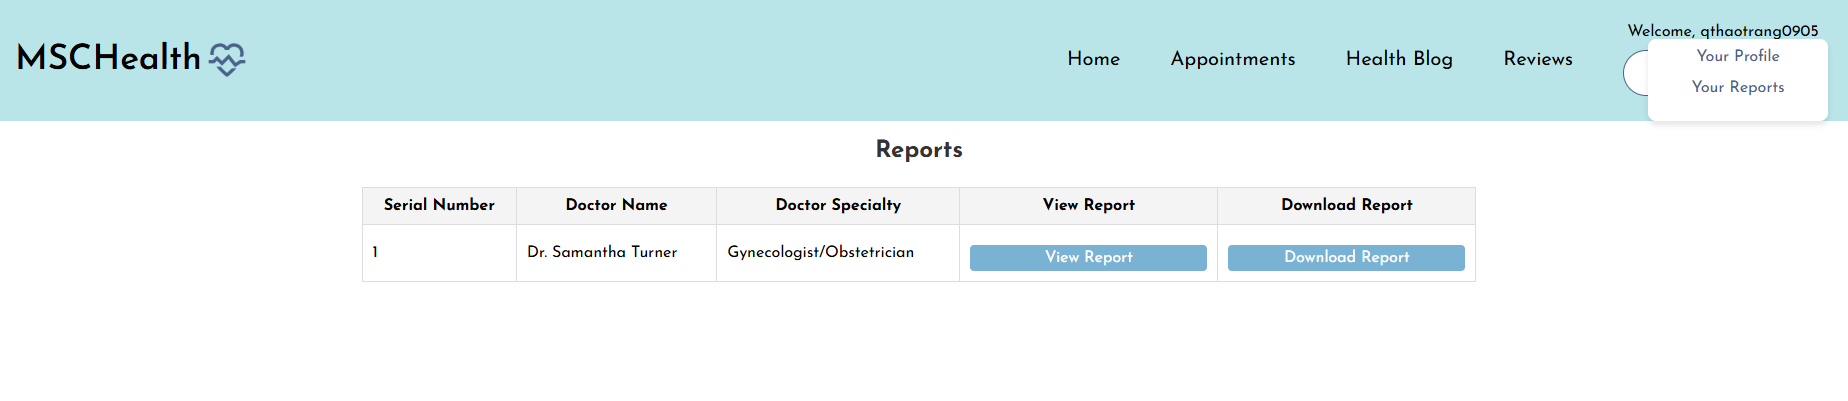 MSCHealth
Home Appointments Health Blog Reviews
Welcome, qthaotrang0905
Your Profile
Your Reports
Reports
Serial Number Doctor Name Doctor Specialty View Report Download Report
1 Dr. Samantha Turner Gynecologist/Obstetrician View Report Download Report